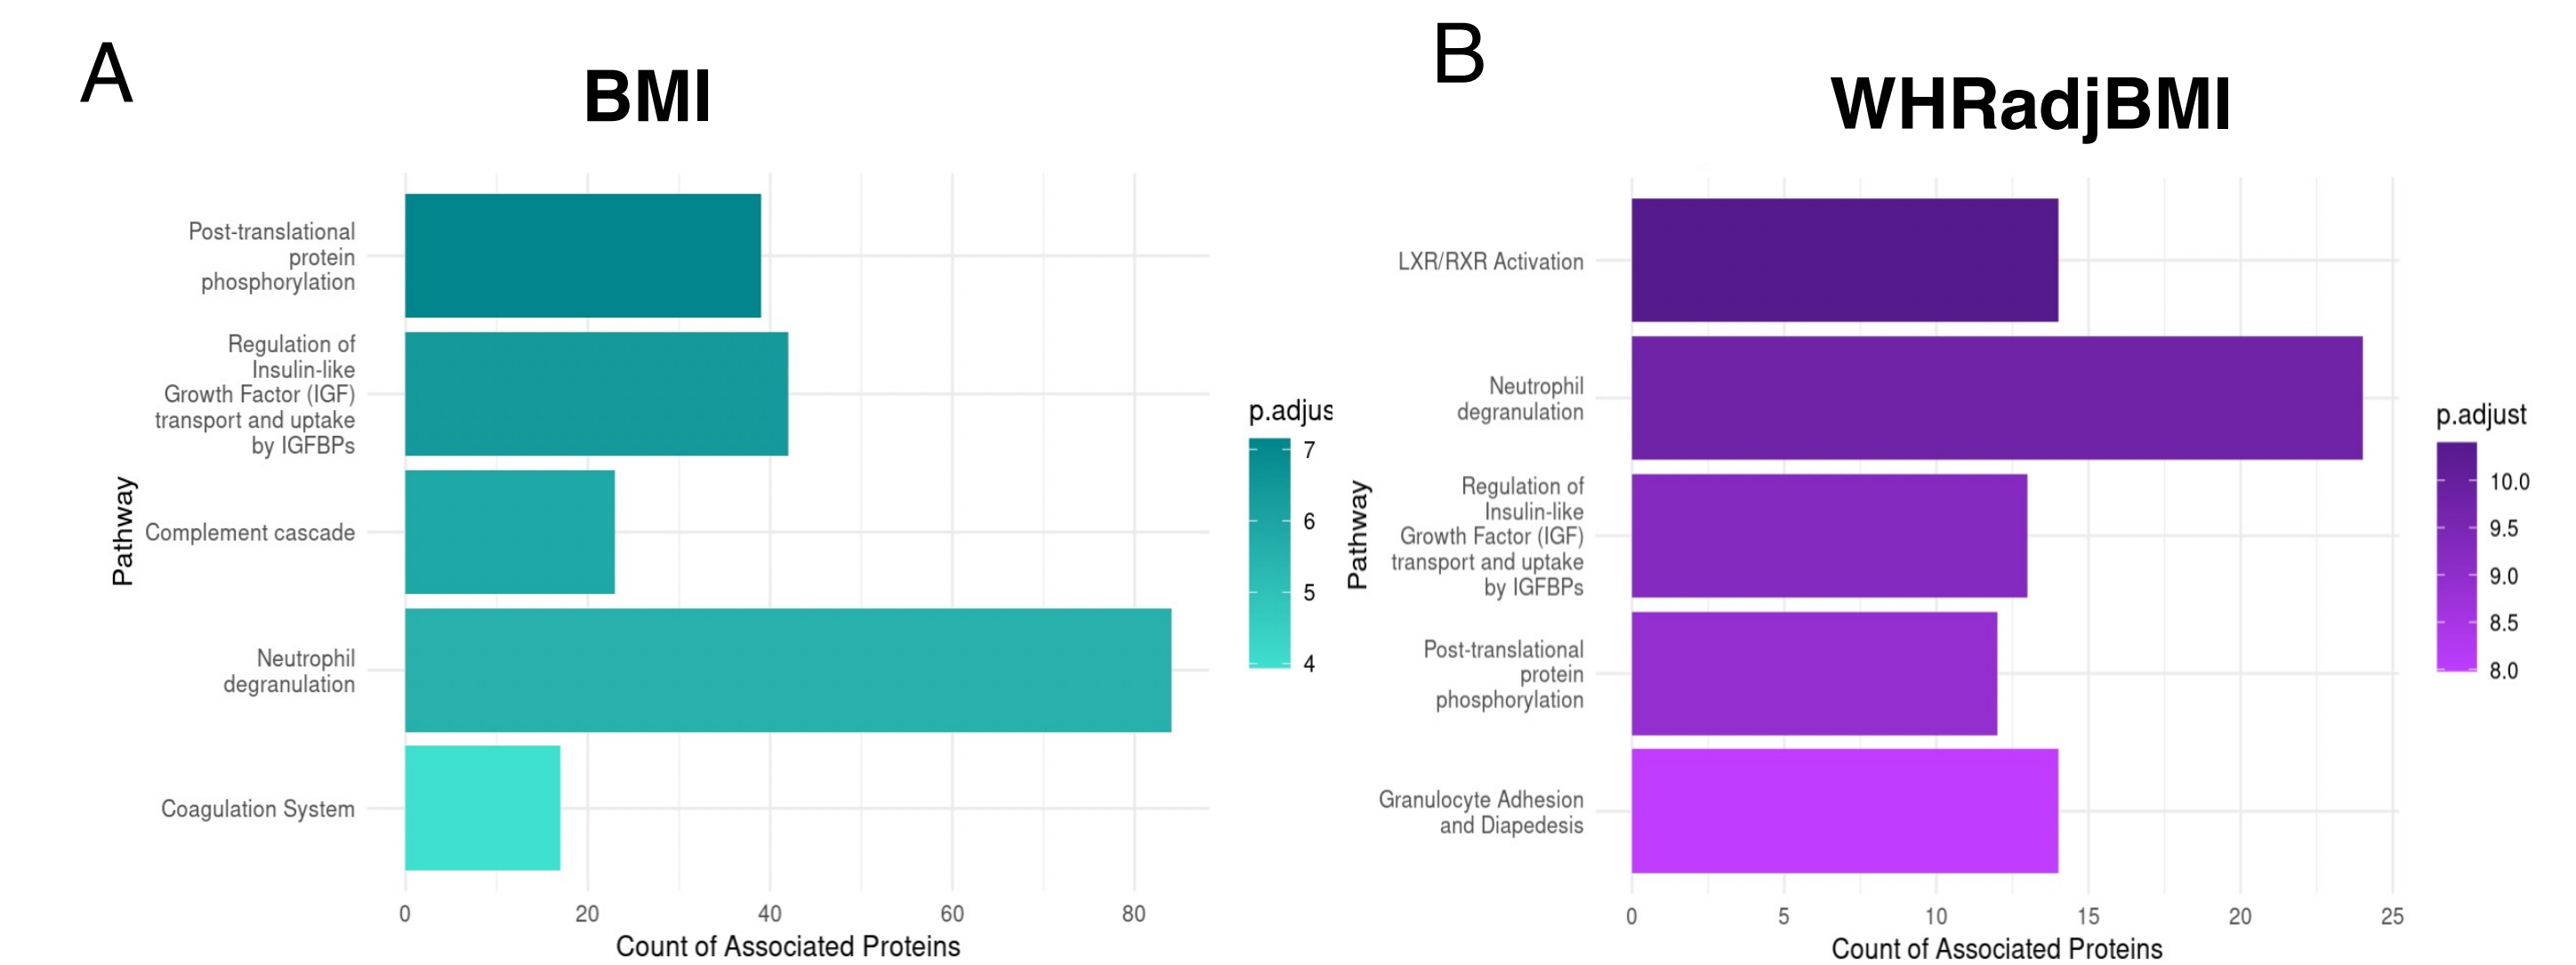 A
BMI
Post-translational
protein
phosphorylation
Regulation of
Insulin-like
Growth Factor (IGF)
transport and uptake
by IGFBPs
Complement cascade
Neutrophil
degranulation
Coagulation System
Pathway
0 20 40 60 80
Count of Associated Proteins
p.adjus
7
6
5
4
B
WHRadjBMI
LXR/RXR Activation
Neutrophil
degranulation
Regulation of
Insulin-like
Growth Factor (IGF)
transport and uptake
by IGFBPs
Post-translational
protein
phosphorylation
Granulocyte Adhesion
and Diapedesis
Pathway
0 5 10 15 20 25
Count of Associated Proteins
p.adjust
10.0
9.5
9.0
8.5
8.0